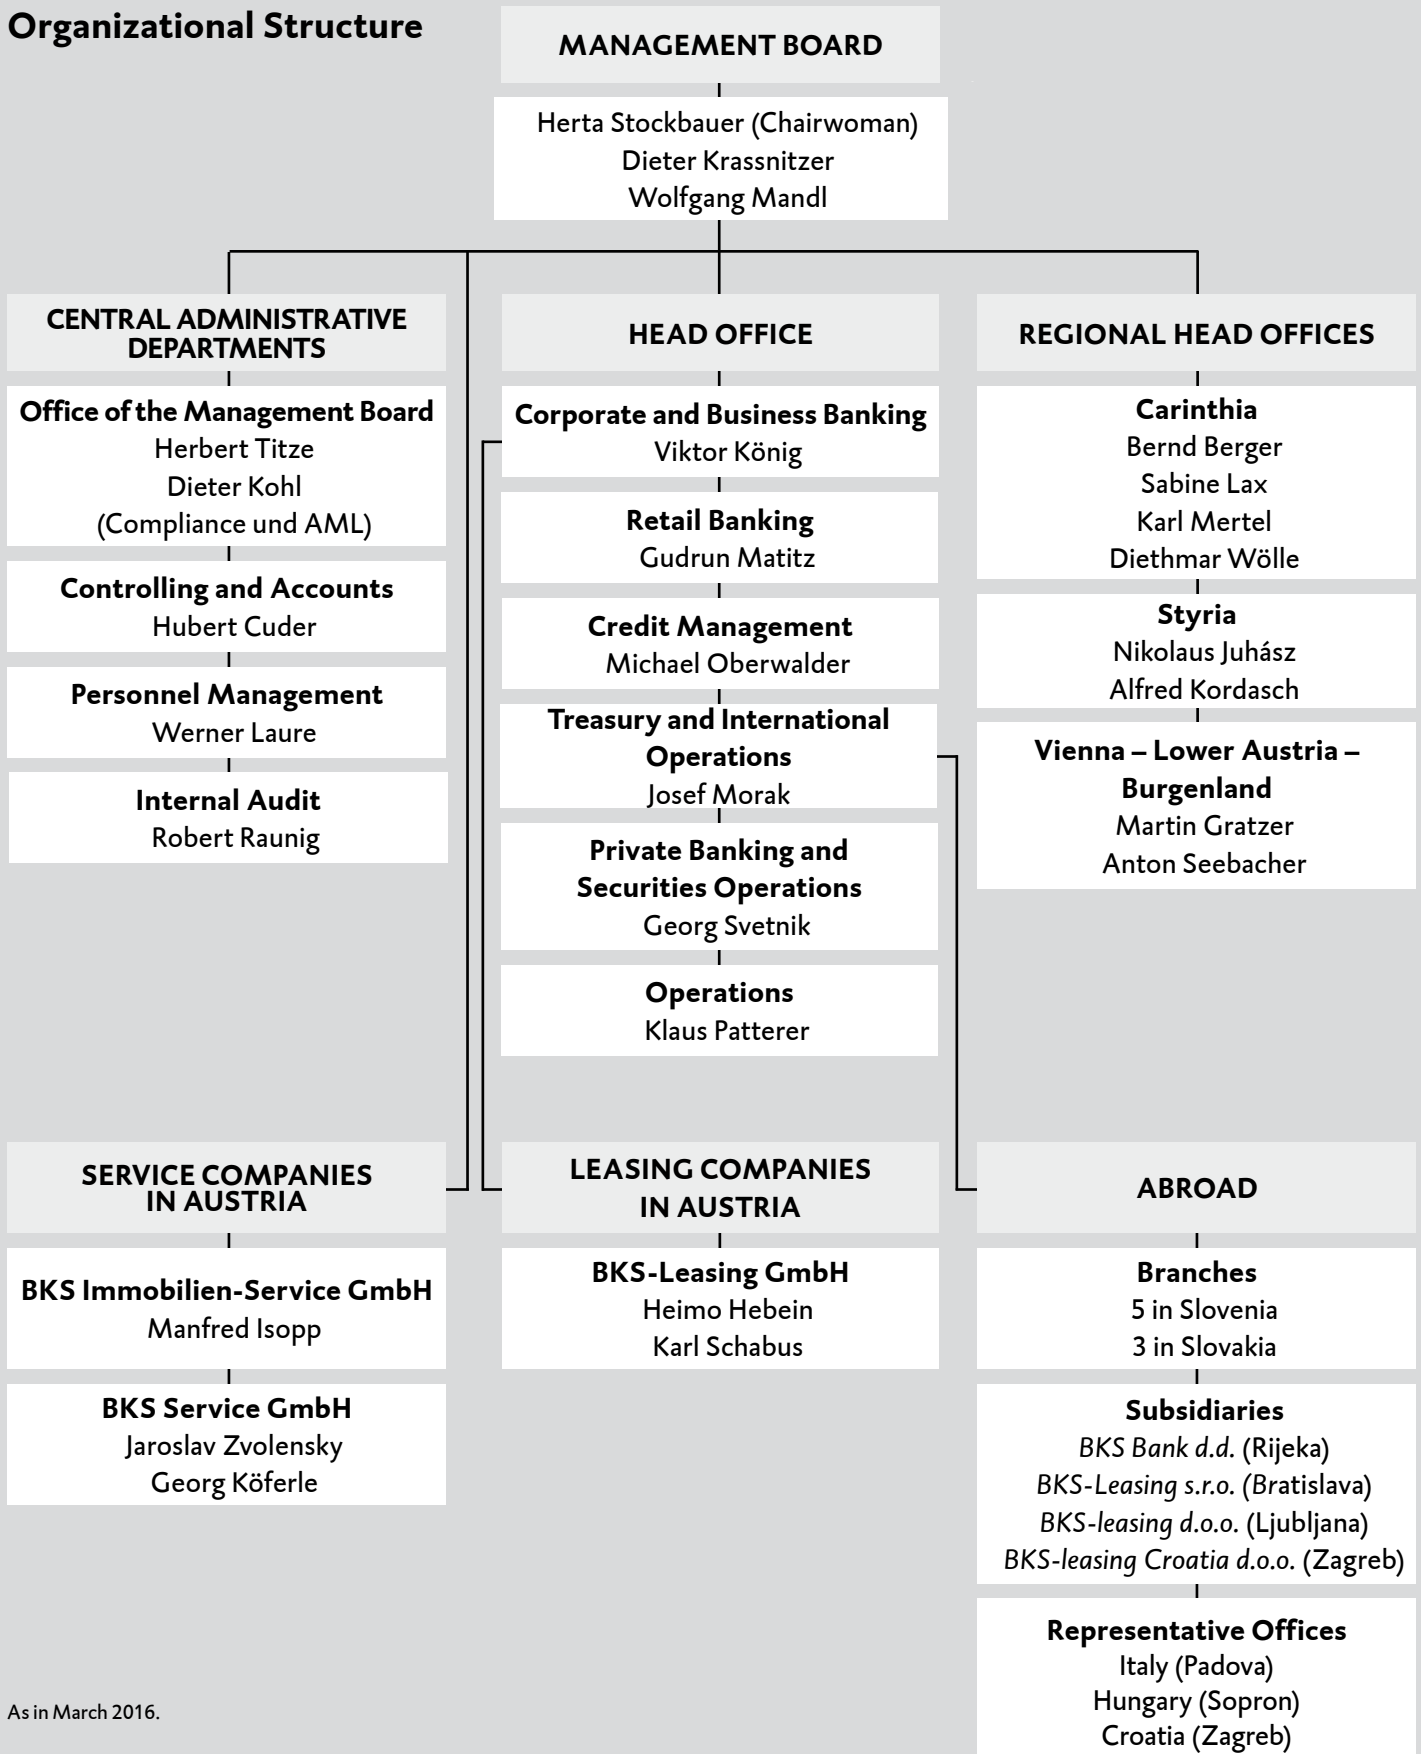 Organizational Structure
MANAGEMENT BOARD
Herta Stockbauer (Chairwoman)
Dieter Krassnitzer
Wolfgang Mandl
CENTRAL ADMINISTRATIVE
DEPARTMENTS
Office of the Management Board
Herbert Titze
Dieter Kohl
(Compliance und AML)
Controlling and Accounts
Hubert Cuder
Personnel Management
Werner Laure
Internal Audit
Robert Raunig
HEAD OFFICE
Corporate and Business Banking
Viktor König
Retail Banking
Gudrun Matitz
Credit Management
Michael Oberwalder
Treasury and International
Operations
Josef Morak
Private Banking and
Securities Operations
Georg Svetnik
Operations
Klaus Patterer
REGIONAL HEAD OFFICES
Carinthia
Bernd Berger
Sabine Lax
Karl Mertel
Diethmar Wölle
Styria
Nikolaus Juhász
Alfred Kordasch
Vienna – Lower Austria –
Burgenland
Martin Gratzer
Anton Seebacher
SERVICE COMPANIES
IN AUSTRIA
BKS Immobilien-Service GmbH
Manfred Isopp
BKS Service GmbH
Jaroslav Zvolensky
Georg Köferle
LEASING COMPANIES
IN AUSTRIA
BKS-Leasing GmbH
Heimo Hebein
Karl Schabus
ABROAD
Branches
5 in Slovenia
3 in Slovakia
Subsidiaries
BKS Bank d.d. (Rijeka)
BKS-Leasing s.r.o. (Bratislava)
BKS-leasing d.o.o. (Ljubljana)
BKS-leasing Croatia d.o.o. (Zagreb)
Representative Offices
Italy (Padova)
Hungary (Sopron)
Croatia (Zagreb)
As in March 2016.